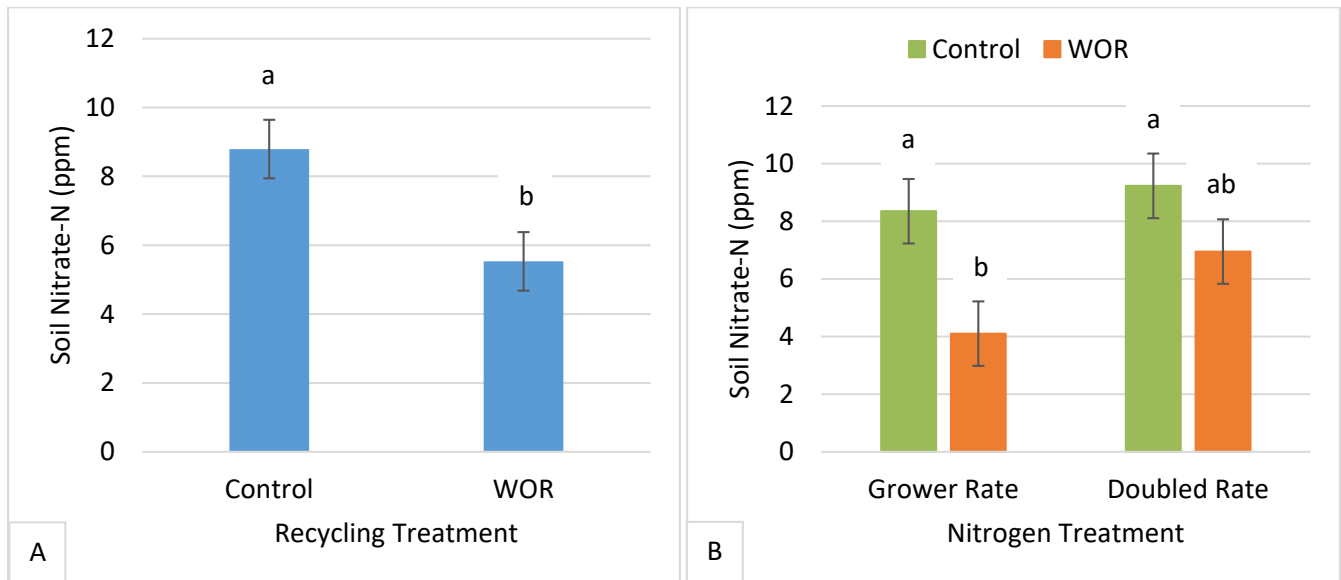 12
10
8
6
4
2
0
Soil Nitrate-N (ppm)
a
b
Control
WOR
Recycling Treatment
A
Control
WOR
12
10
8
6
4
2
0
Soil Nitrate-N (ppm)
a
b
a
ab
Grower Rate
Doubled Rate
Nitrogen Treatment
B